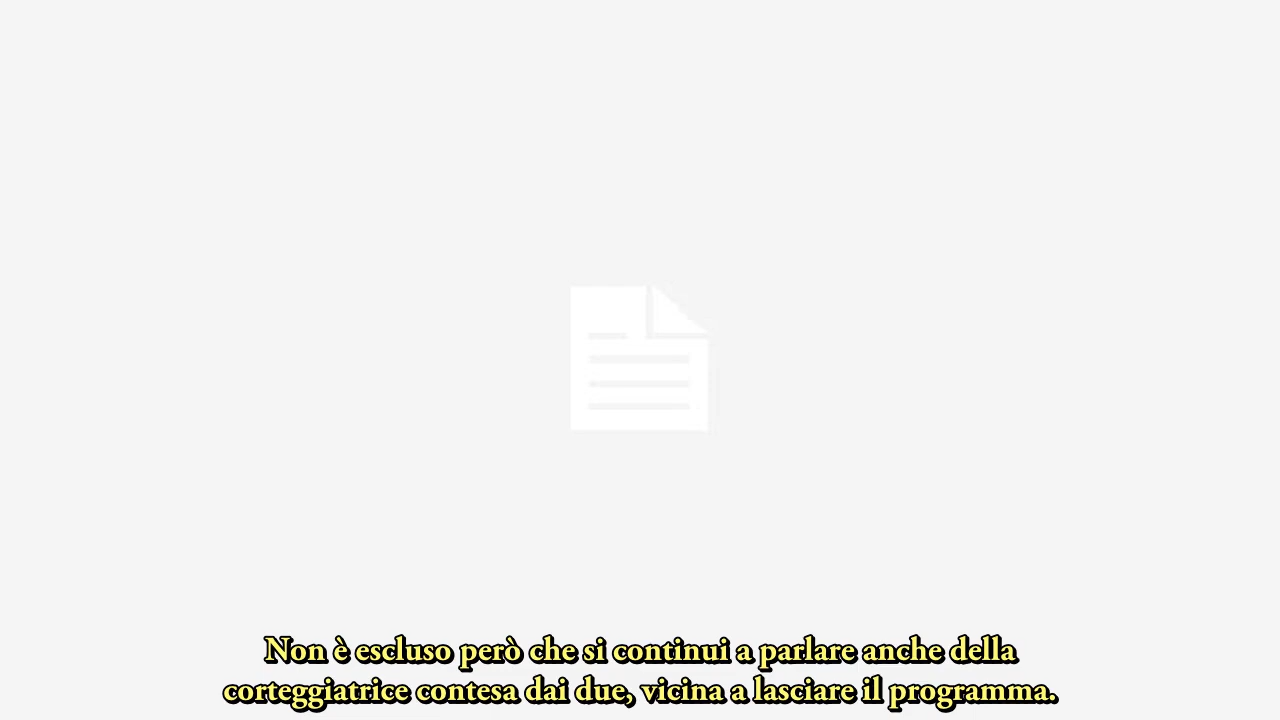 Non è escluso però che si continui a parlare anche della
corteggiatrice contesa dai due, vicina a lasciare il programma.